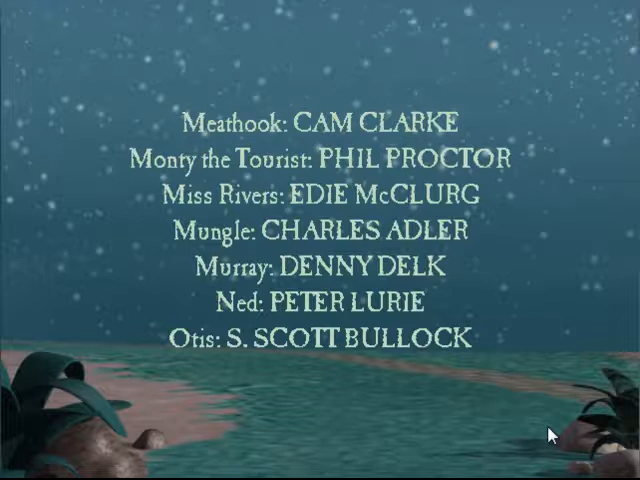 Meathook: CAM CLARKE
Monty the Tourist: PHIL PROCTOR
Miss Rivers: EDIE McCLURG
Mungle: CHARLES ADLER
Murray: DENNY DELK
Ned: PETER LURIE
Otis: S. SCOTT BULLOCK